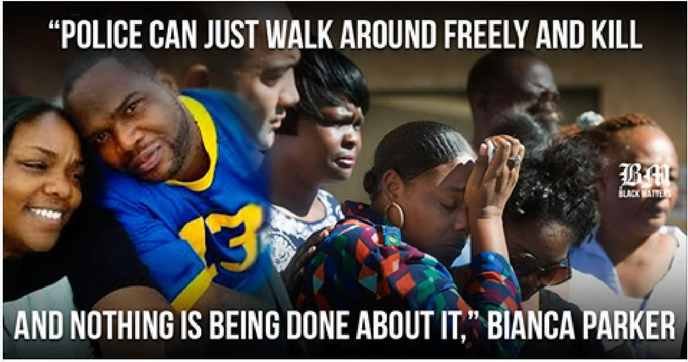 “POLICE CAN JUST WALK AROUND FREELY AND KILL
13
BM
BLACK MATTERS
AND NOTHING IS BEING DONE ABOUT IT,” BIANCA PARKER